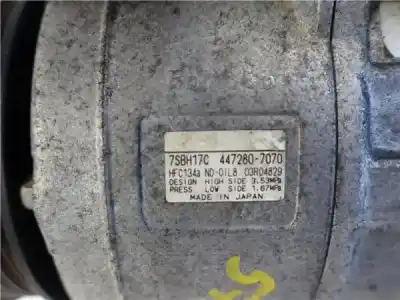 7SBH17C 447280-7070
HFC134a ND-OIL8 03R04829
DESIGN HIGH SIDE 3.53MPa
PRESS LOW SIDE 1.67MPa
MADE IN JAPAN